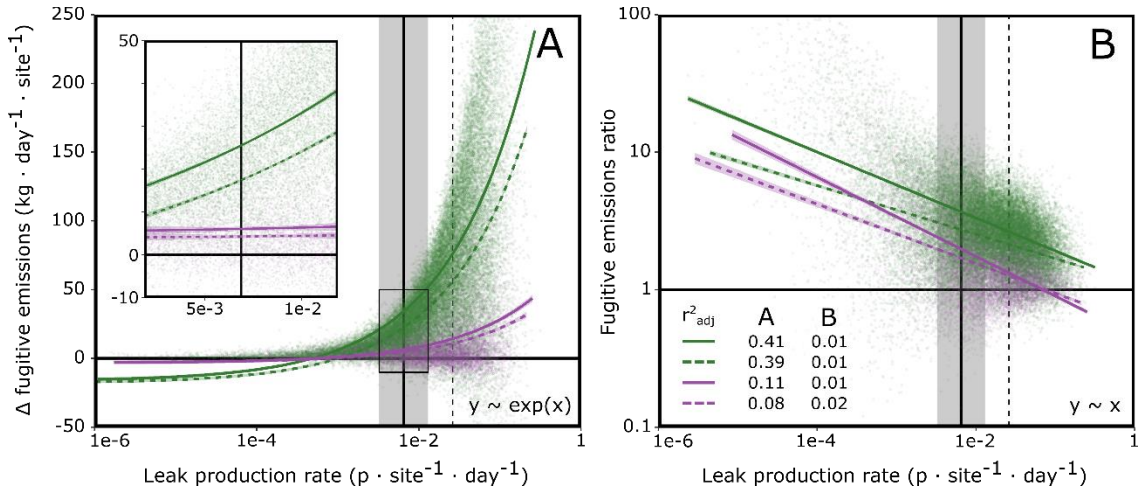 A
250
200
150
100
50
0
-50
1e-6
1e-4
1e-2
1
50
0
-10
5e-3
1e-2
y ~ exp(x)
Δ fugitive emissions (kg · day⁻¹ · site⁻¹)
Leak production rate (p · site⁻¹ · day⁻¹)
B
100
10
1
0.1
1e-6
1e-4
1e-2
1
Fugitive emissions ratio
r²adj A B
0.41 0.01
0.39 0.01
0.11 0.01
0.08 0.02
y ~ x
Leak production rate (p · site⁻¹ · day⁻¹)